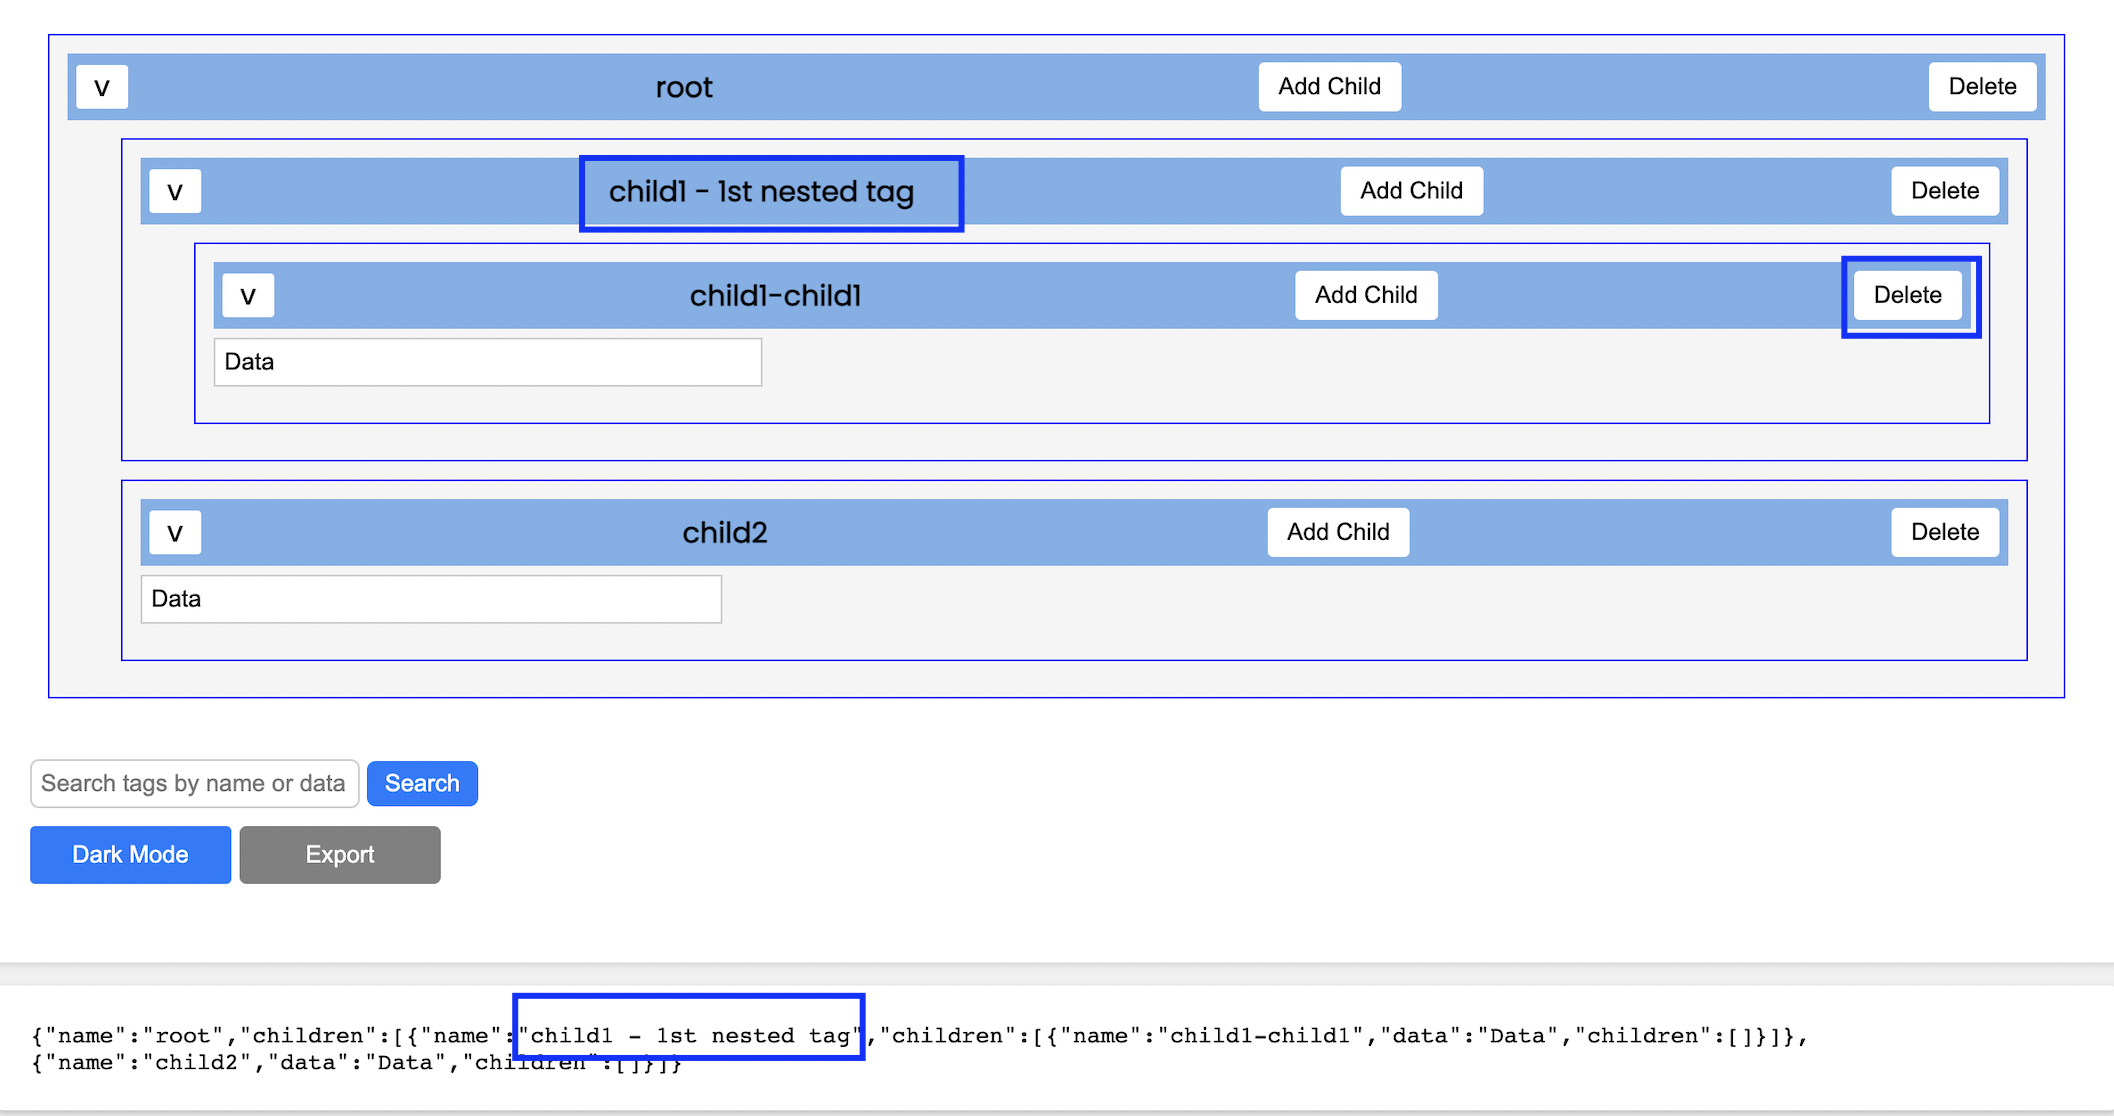 v root Add Child Delete
v child1 - 1st nested tag Add Child Delete
v child1-child1 Add Child Delete
Data
v child2 Add Child Delete
Data
Search tags by name or data Search
Dark Mode Export
{"name":"root","children":[{"name":"child1 - 1st nested tag","children":[{"name":"child1-child1","data":"Data","children":[]}]},
{"name":"child2","data":"Data","children":[]}]}